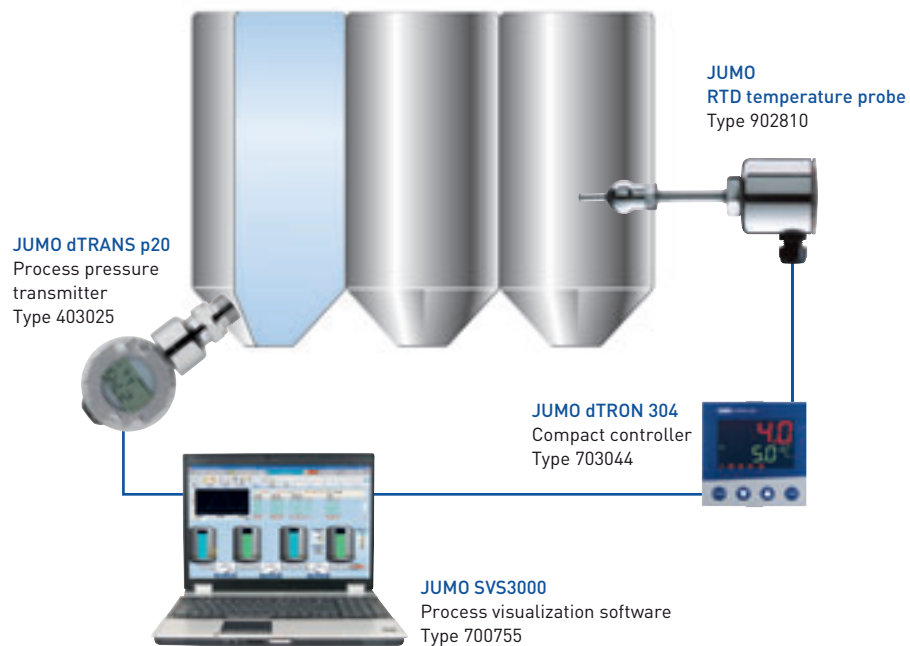 JUMO
RTD temperature probe
Type 902810
JUMO dTRANS p20
Process pressure
transmitter
Type 403025
JUMO dTRON 304
Compact controller
Type 703044
4.0
5.0°C
JUMO SVS3000
Process visualization software
Type 700755